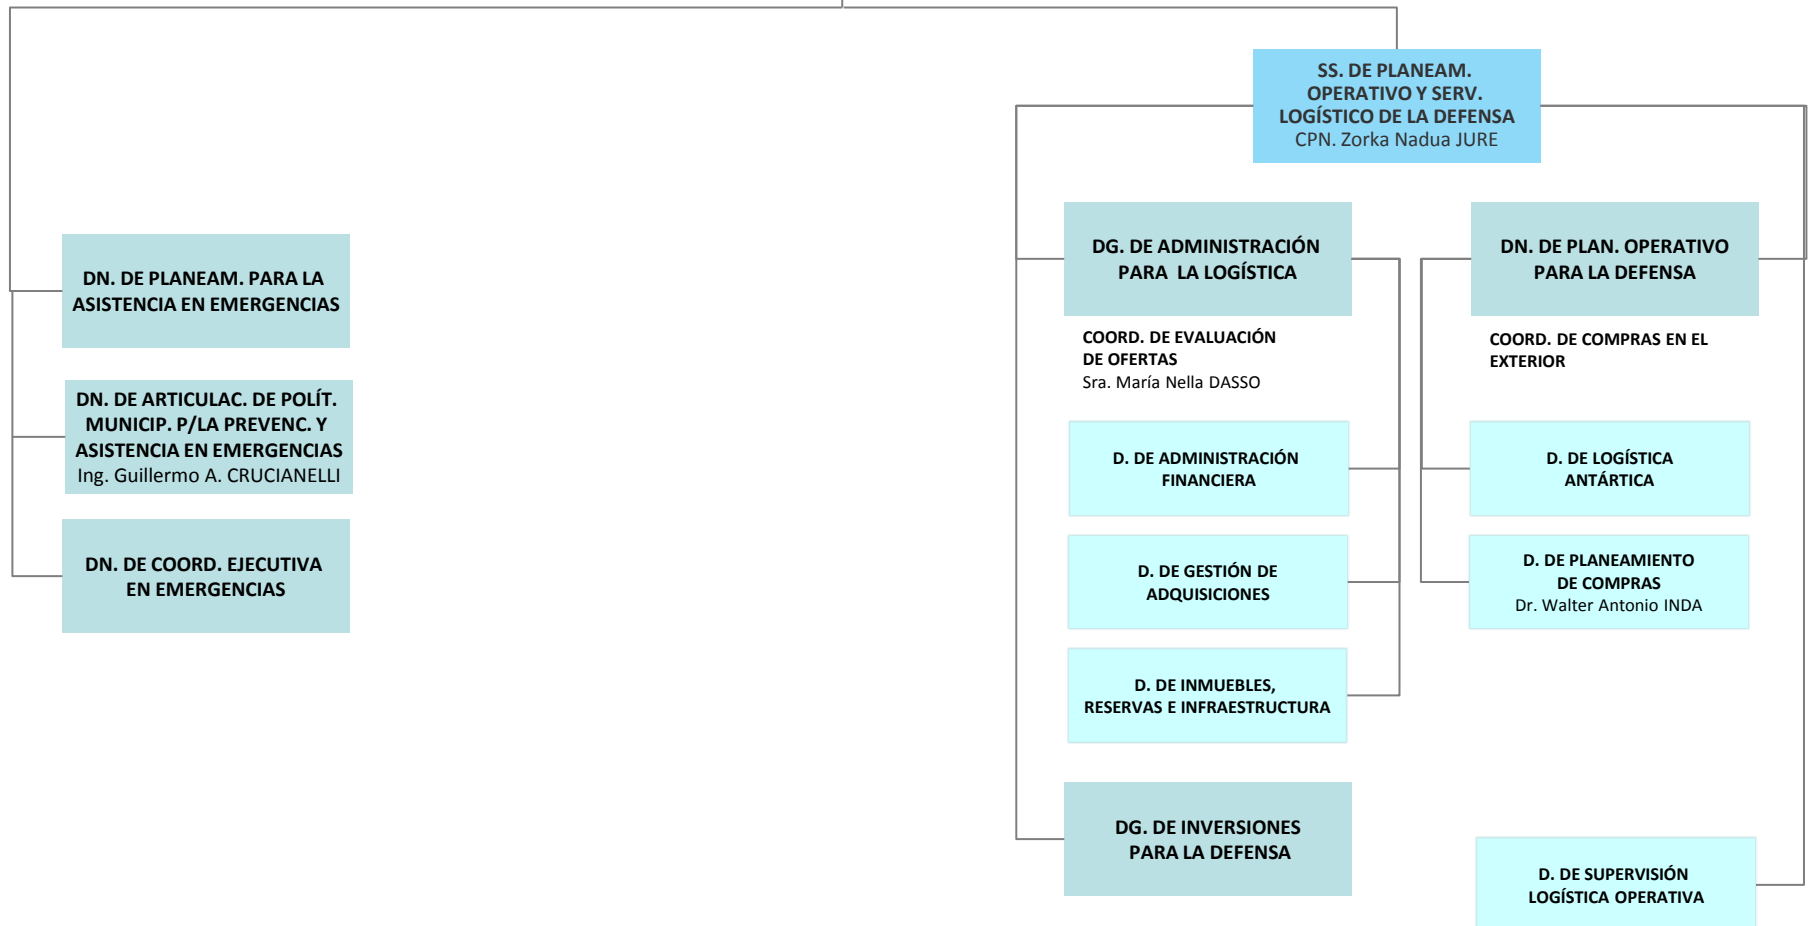 SS. DE PLANEAM.
OPERATIVO Y SERV.
LOGÍSTICO DE LA DEFENSA
CPN. Zorka Nadua JURE
DN. DE PLANEAM. PARA LA
ASISTENCIA EN EMERGENCIAS
DN. DE ARTICULAC. DE POLÍT.
MUNICIP. P/LA PREVENC. Y
ASISTENCIA EN EMERGENCIAS
Ing. Guillermo A. CRUCIANELLI
DN. DE COORD. EJECUTIVA
EN EMERGENCIAS
DG. DE ADMINISTRACIÓN
PARA LA LOGÍSTICA
COORD. DE EVALUACIÓN
DE OFERTAS
Sra. María Nella DASSO
D. DE ADMINISTRACIÓN
FINANCIERA
D. DE GESTIÓN DE
ADQUISICIONES
D. DE INMUEBLES,
RESERVAS E INFRAESTRUCTURA
DG. DE INVERSIONES
PARA LA DEFENSA
DN. DE PLAN. OPERATIVO
PARA LA DEFENSA
COORD. DE COMPRAS EN EL
EXTERIOR
D. DE LOGÍSTICA
ANTÁRTICA
D. DE PLANEAMIENTO
DE COMPRAS
Dr. Walter Antonio INDA
D. DE SUPERVISIÓN
LOGÍSTICA OPERATIVA